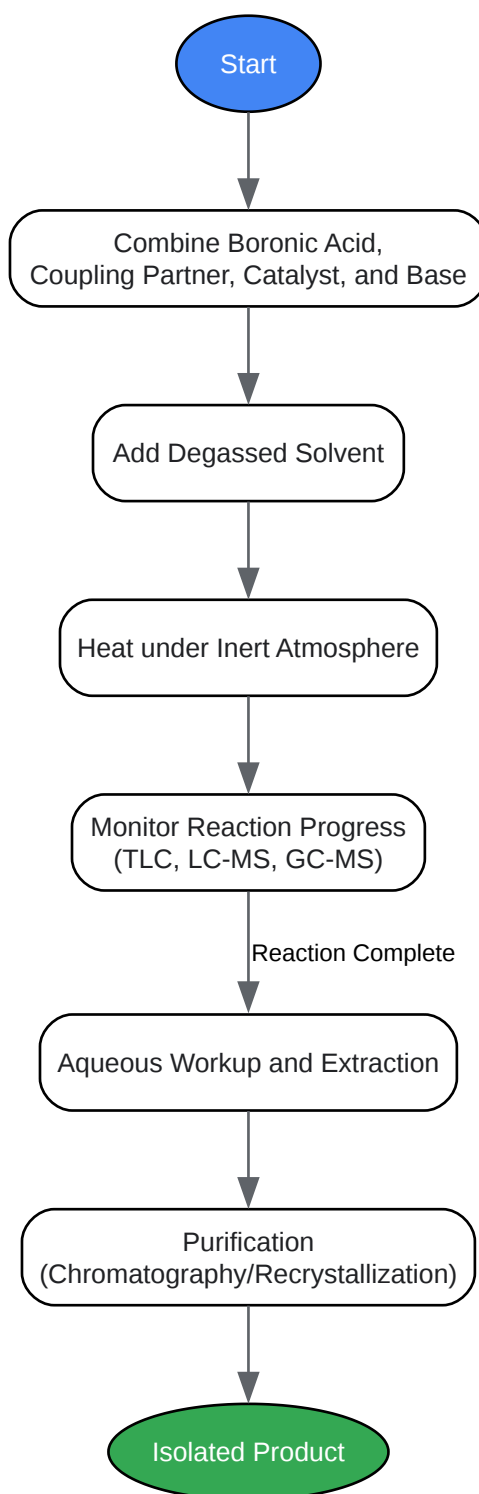 Start
Combine Boronic Acid,
Coupling Partner, Catalyst, and Base
Add Degassed Solvent
Heat under Inert Atmosphere
Monitor Reaction Progress
(TLC, LC-MS, GC-MS)
Reaction Complete
Aqueous Workup and Extraction
Purification
(Chromatography/Recrystallization)
Isolated Product